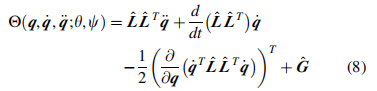 Θ(q, q̇, q̈; θ, ψ) = L̂L̂ᵀq̈ + d/dt (L̂L̂ᵀ)q̇
− 1/2 (∂/∂q (q̇ᵀL̂L̂ᵀq̇))ᵀ + Ĝ (8)